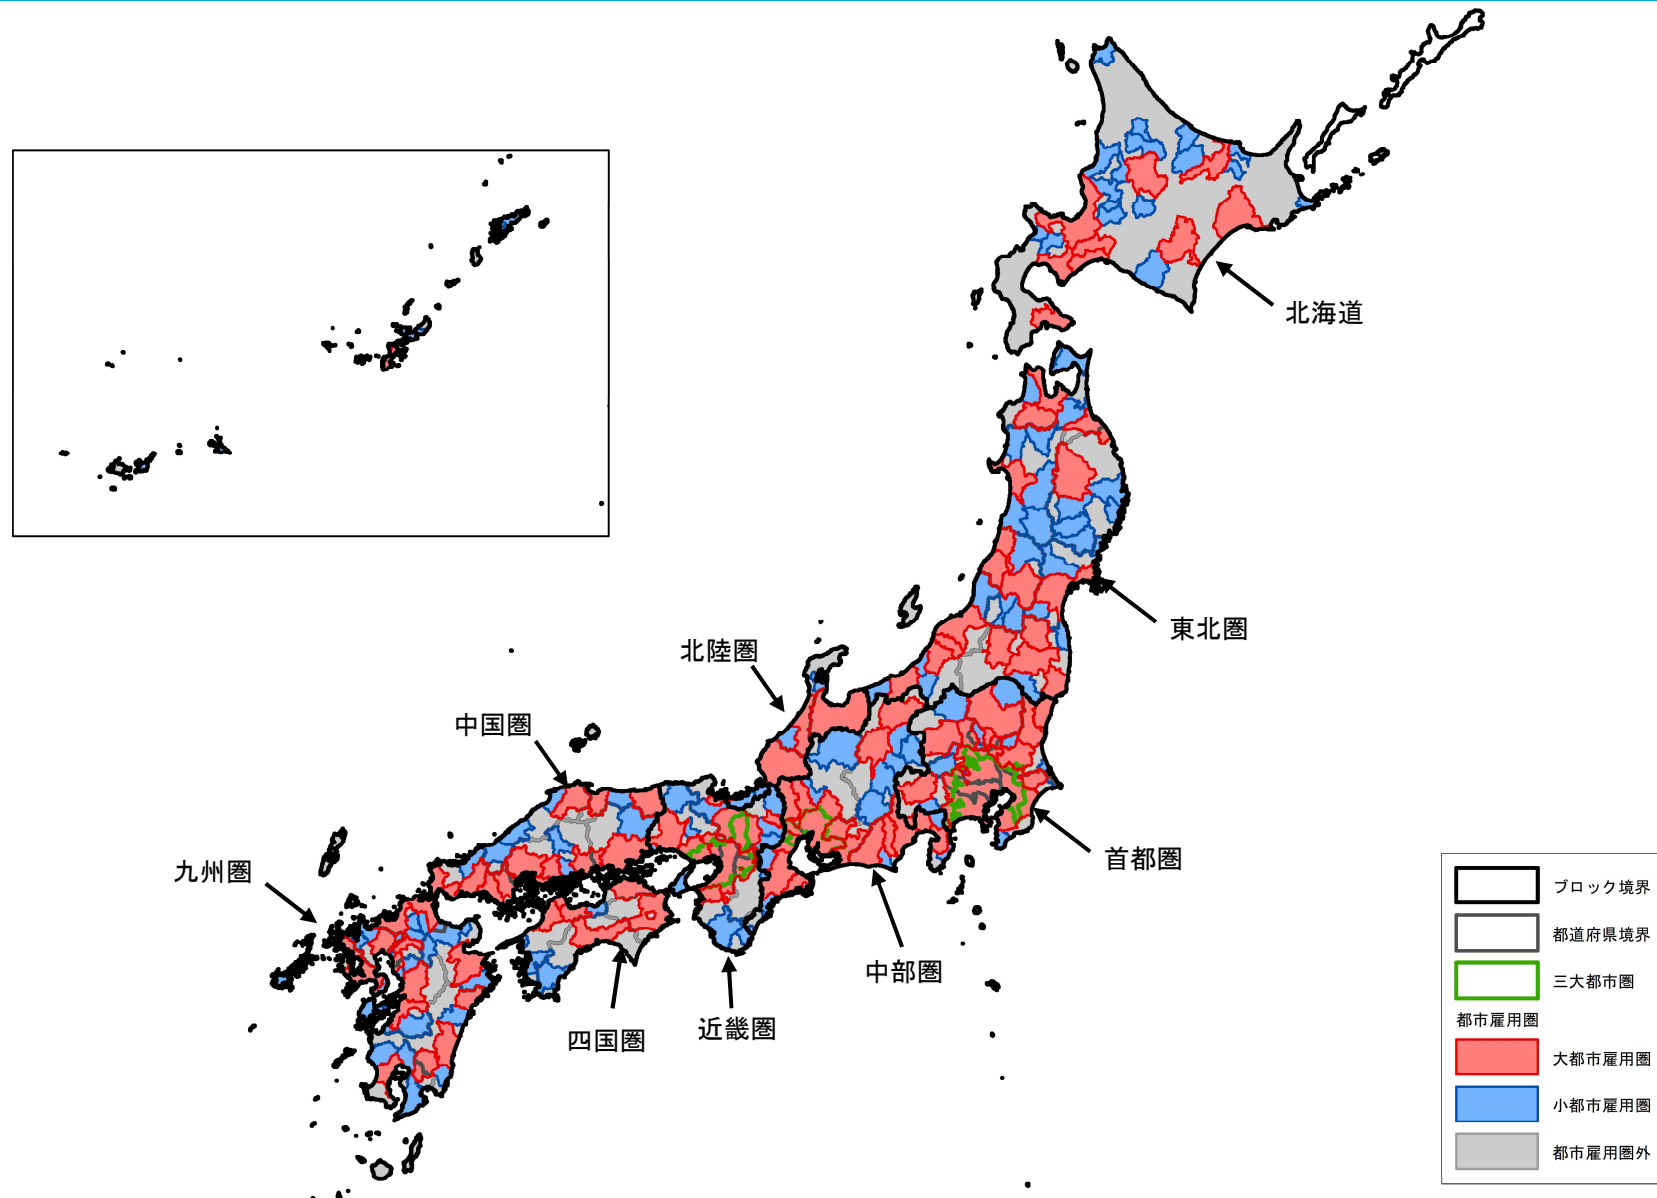 北海道
東北圏
北陸圏
中国圏
首都圏
九州圏
中部圏
近畿圏
四国圏
ブロック境界
都道府県境界
三大都市圏
都市雇用圏
大都市雇用圏
小都市雇用圏
都市雇用圏外